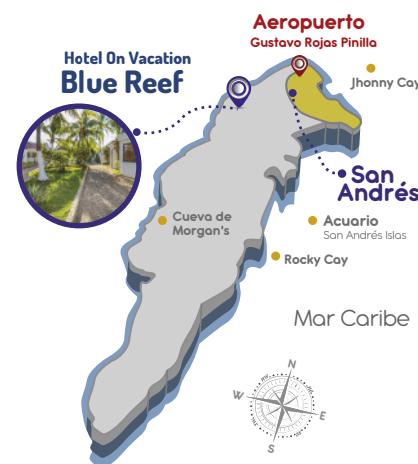 Aeropuerto
Gustavo Rojas Pinilla
Hotel On Vacation
Blue Reef
Jhonny Cay
San
Andrés
Cueva de
Morgan's
Acuario
San Andrés Islas
Rocky Cay
Mar Caribe
N
W
E
S